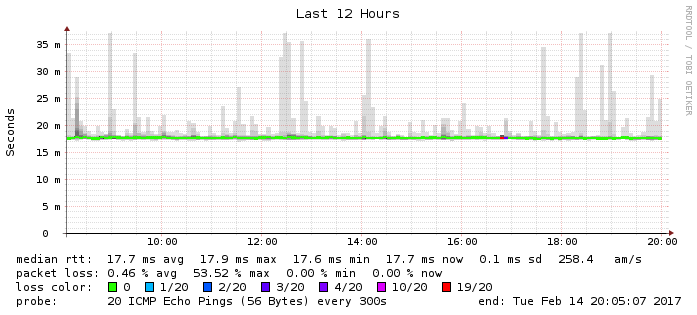 Last 12 Hours
RRDTOOL / TOBI OETIKER
Seconds
35 m
30 m
25 m
20 m
15 m
10 m
5 m
0
10:00 12:00 14:00 16:00 18:00 20:00
median rtt: 17.7 ms avg 17.9 ms max 17.6 ms min 17.7 ms now 0.1 ms sd 258.4 am/s
packet loss: 0.46 % avg 53.52 % max 0.00 % min 0.00 % now
loss color: 0 1/20 2/20 3/20 4/20 10/20 19/20
probe: 20 ICMP Echo Pings (56 Bytes) every 300s end: Tue Feb 14 20:05:07 2017